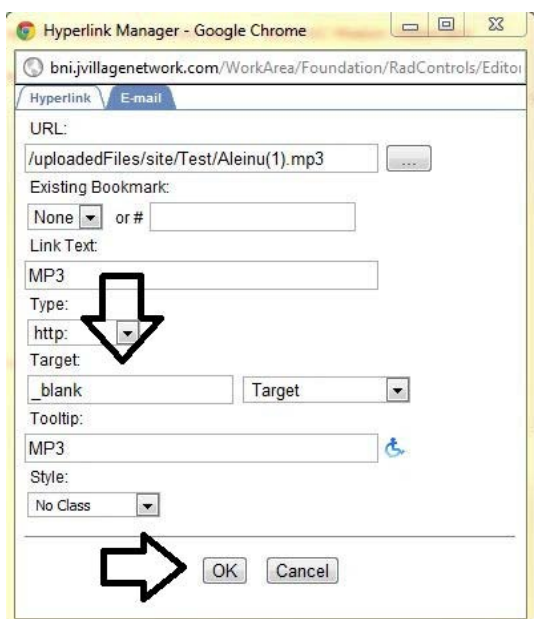 Hyperlink Manager - Google Chrome
bni.jvillagenetwork.com/WorkArea/Foundation/RadControls/Editor
Hyperlink E-mail
URL:
/uploadedFiles/site/Test/Aleinu(1).mp3 ...
Existing Bookmark:
None or #
Link Text:
MP3
Type:
http:
Target:
_blank Target
Tooltip:
MP3
Style:
No Class
OK Cancel